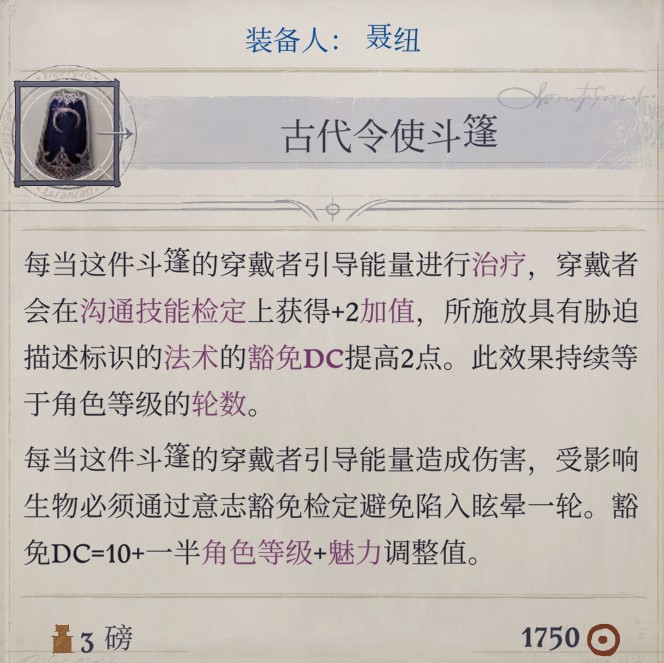 装备人： 聂纽
古代令使斗篷
每当这件斗篷的穿戴者引导能量进行治疗，穿戴者
会在沟通技能检定上获得+2加值，所施放具有胁迫
描述标识的法术的豁免DC提高2点。此效果持续等
于角色等级的轮数。
每当这件斗篷的穿戴者引导能量造成伤害，受影响
生物必须通过意志豁免检定避免陷入眩晕一轮。豁
免DC=10+一半角色等级+魅力调整值。
3 磅
1750